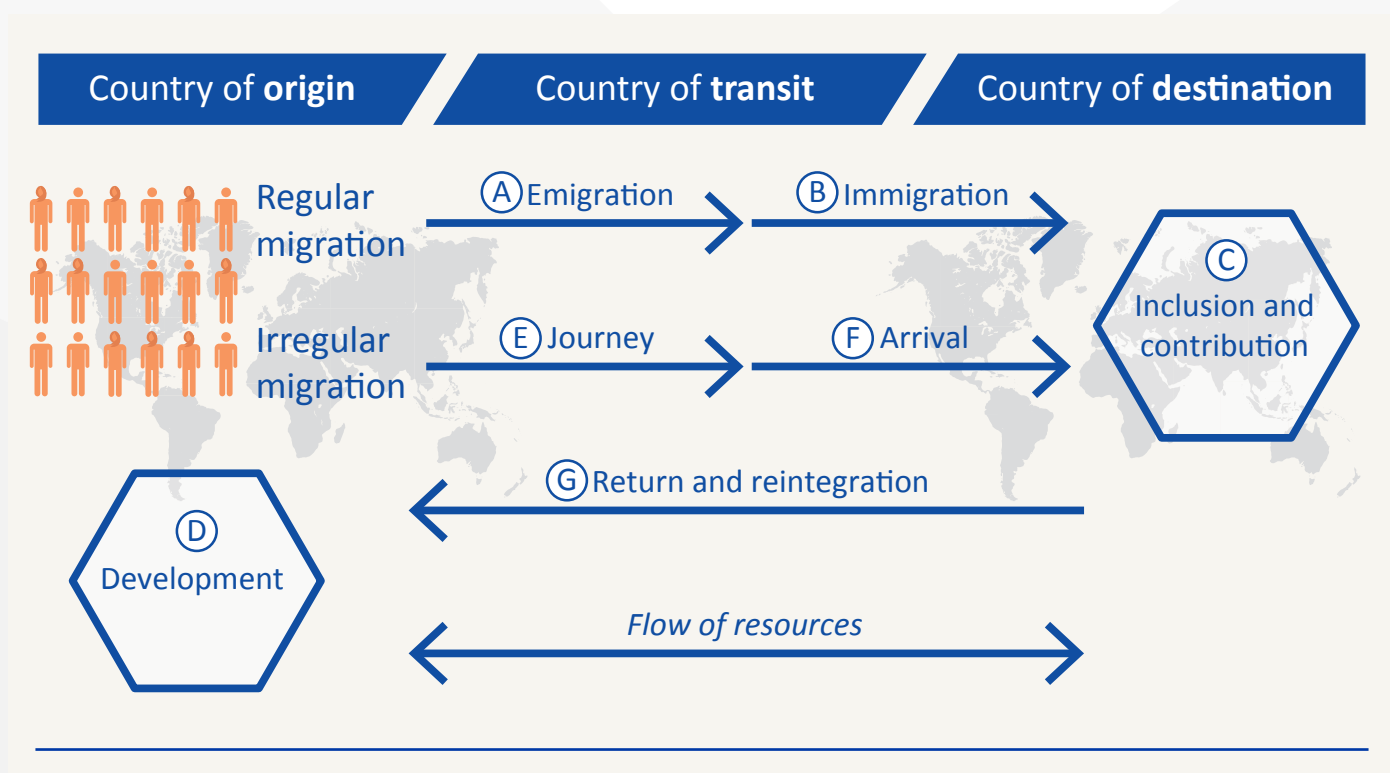 Country of origin
Country of transit
Country of destination
Regular
migration
A Emigration
B Immigration
C
Inclusion and
contribution
Irregular
migration
E Journey
F Arrival
G Return and reintegration
D
Development
Flow of resources